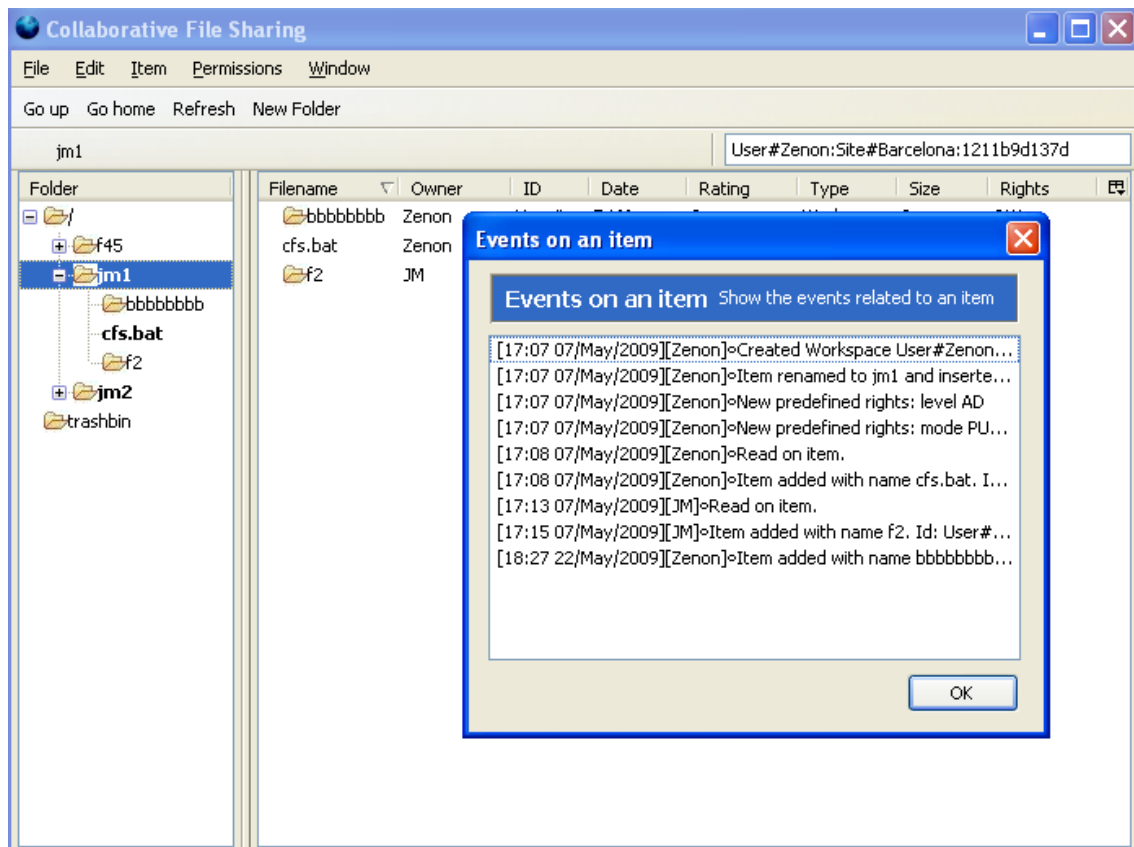 Collaborative File Sharing
File Edit Item Permissions Window
Go up Go home Refresh New Folder
jm1 User#Zenon:Site#Barcelona:1211b9d137d
Folder
/
f45
jm1
bbbbbbbb
cfs.bat
f2
jm2
trashbin
Filename Owner ID Date Rating Type Size Rights
bbbbbbbb Zenon
cfs.bat Zenon
f2 JM
Events on an item
Events on an item Show the events related to an item
[17:07 07/May/2009][Zenon]¤Created Workspace User#Zenon...
[17:07 07/May/2009][Zenon]¤Item renamed to jm1 and inserte...
[17:07 07/May/2009][Zenon]¤New predefined rights: level AD
[17:07 07/May/2009][Zenon]¤New predefined rights: mode PU...
[17:08 07/May/2009][Zenon]¤Read on item.
[17:08 07/May/2009][Zenon]¤Item added with name cfs.bat. I...
[17:13 07/May/2009][JM]¤Read on item.
[17:15 07/May/2009][JM]¤Item added with name f2. Id: User#...
[18:27 22/May/2009][Zenon]¤Item added with name bbbbbbbb...
OK